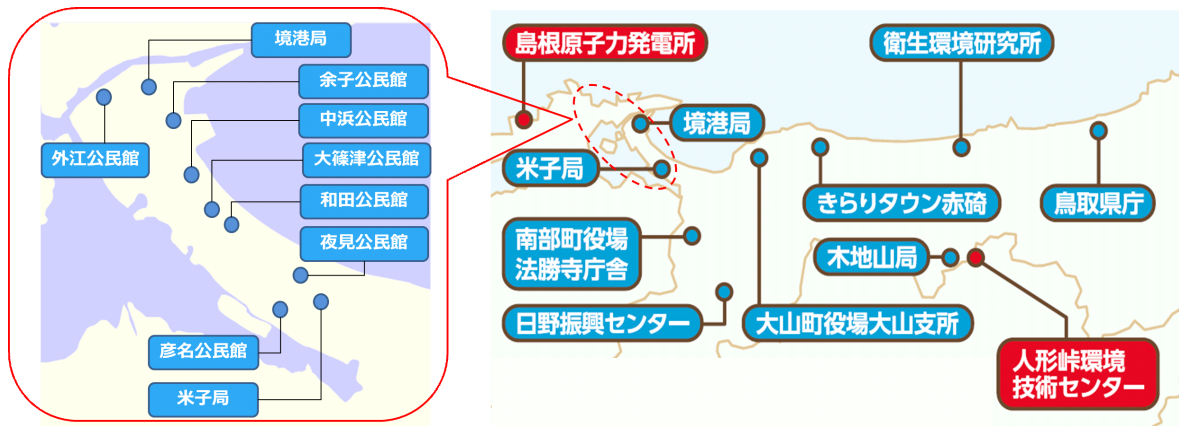 境港局
余子公民館
中浜公民館
外江公民館
大篠津公民館
和田公民館
夜見公民館
彦名公民館
米子局
島根原子力発電所
衛生環境研究所
境港局
米子局
きらりタウン赤碕
鳥取県庁
南部町役場
法勝寺庁舎
木地山局
日野振興センター
大山町役場大山支所
人形峠環境
技術センター